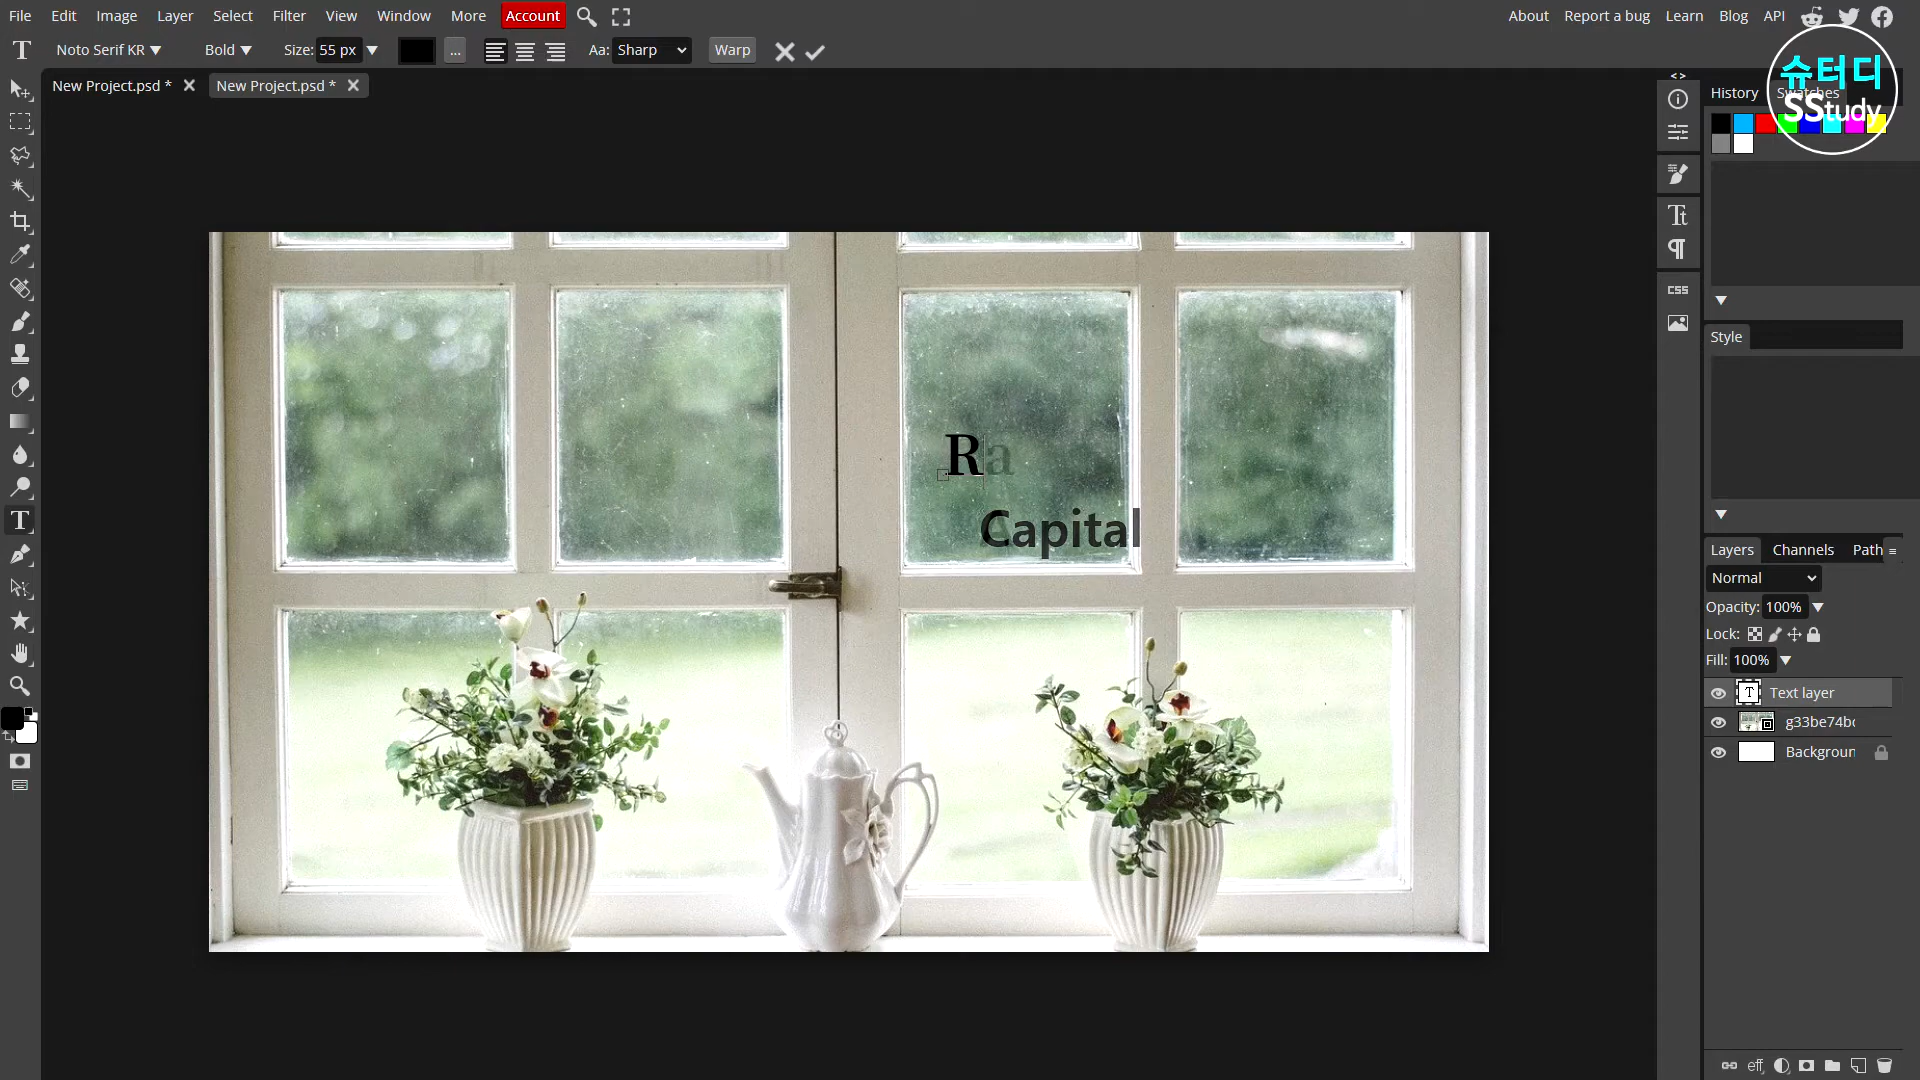 File Edit Image Layer Select Filter View Window More Account
About Report a bug Learn Blog API
T Noto Serif KR Bold Size: 55 px ... Aa: Sharp Warp
New Project.psd *
New Project.psd *
슈터디
SStudy
History Swatches
CSS
Style
Ra
Capital
Layers Channels Path
Normal
Opacity: 100%
Lock:
Fill: 100%
T Text layer
g33be74bc
Backgroun
eff